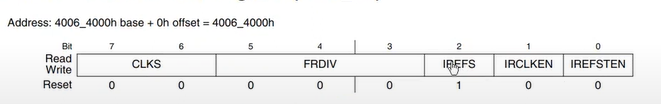 Address: 4006_4000h base + 0h offset = 4006_4000h
Bit 7 6 5 4 3 2 1 0
Read
Write CLKS FRDIV IREFS IRCLKEN IREFSTEN
Reset 0 0 0 0 0 1 0 0